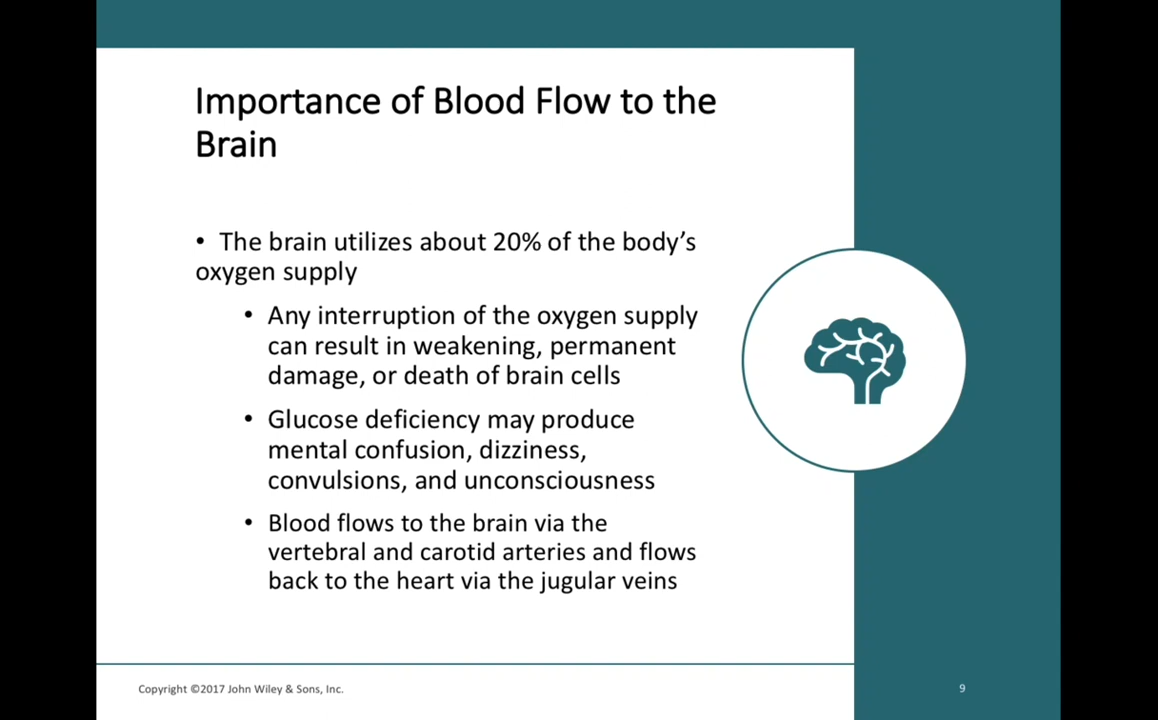 Importance of Blood Flow to the
Brain
• The brain utilizes about 20% of the body’s
oxygen supply
• Any interruption of the oxygen supply
can result in weakening, permanent
damage, or death of brain cells
• Glucose deficiency may produce
mental confusion, dizziness,
convulsions, and unconsciousness
• Blood flows to the brain via the
vertebral and carotid arteries and flows
back to the heart via the jugular veins
Copyright ©2017 John Wiley & Sons, Inc.
9